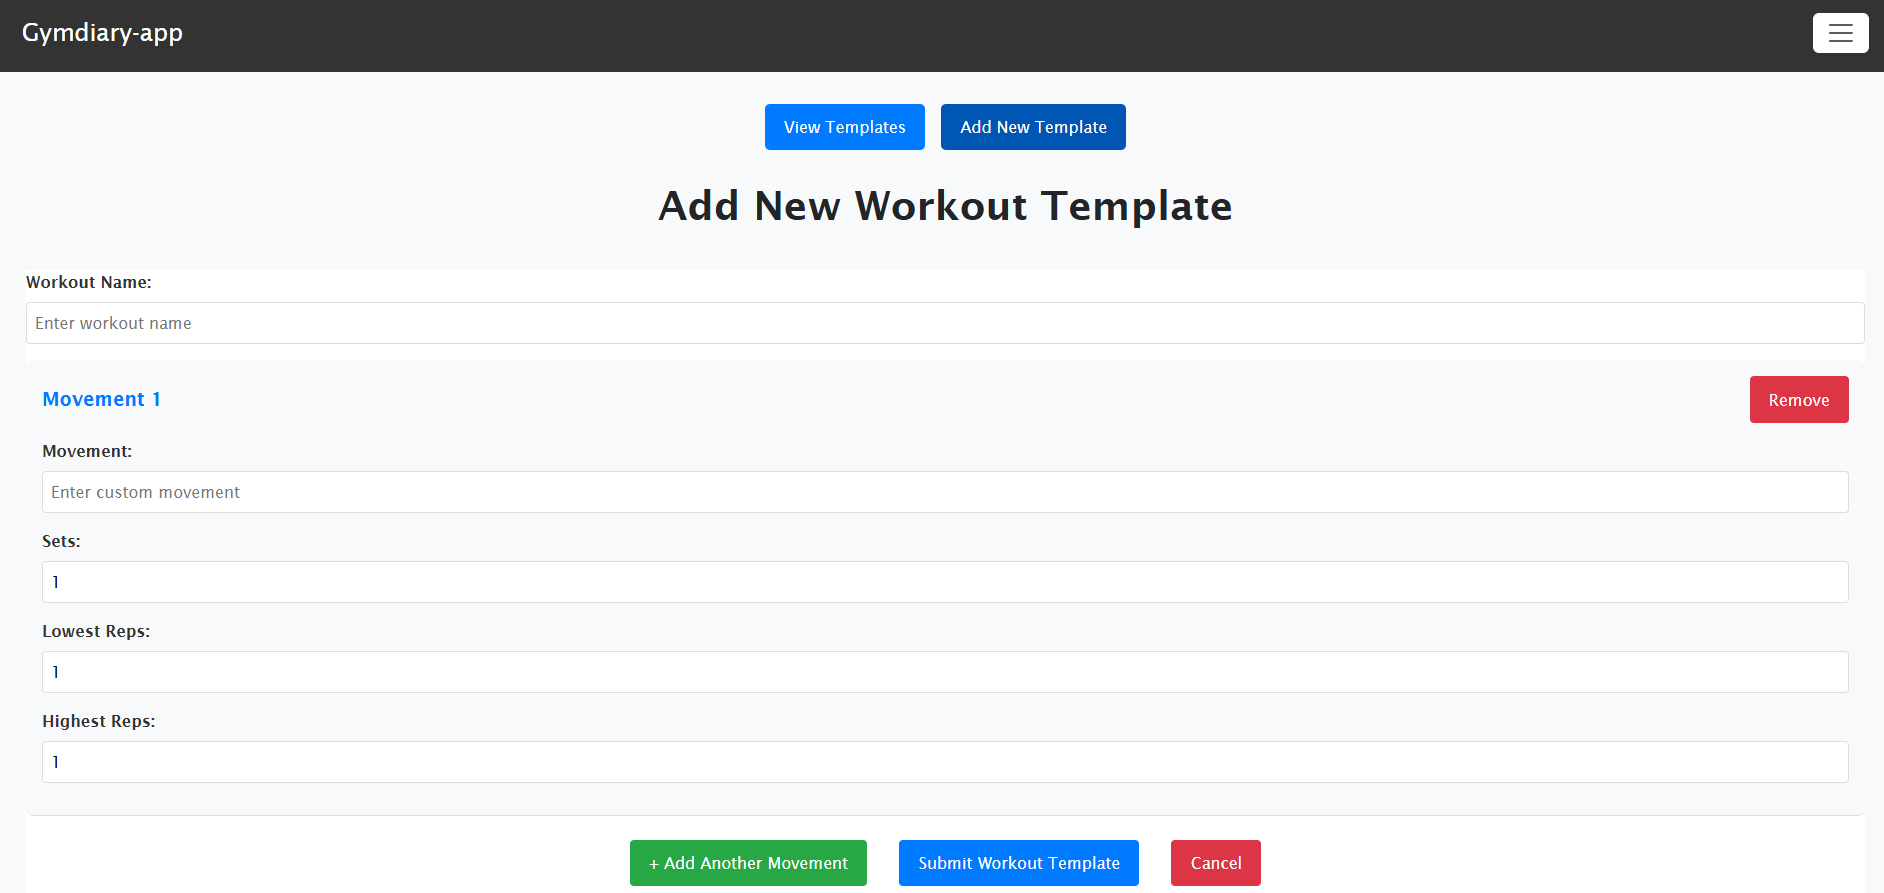 Gymdiary-app
View Templates
Add New Template
Add New Workout Template
Workout Name:
Enter workout name
Movement 1
Remove
Movement:
Enter custom movement
Sets:
1
Lowest Reps:
1
Highest Reps:
1
+ Add Another Movement
Submit Workout Template
Cancel